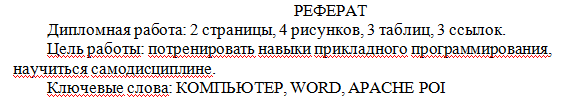 РЕФЕРАТ
Дипломная работа: 2 страницы, 4 рисунков, 3 таблиц, 3 ссылок.
Цель работы: потренировать навыки прикладного программирования,
научиться самодисциплине.
Ключевые слова: КОМПЬЮТЕР, WORD, APACHE POI